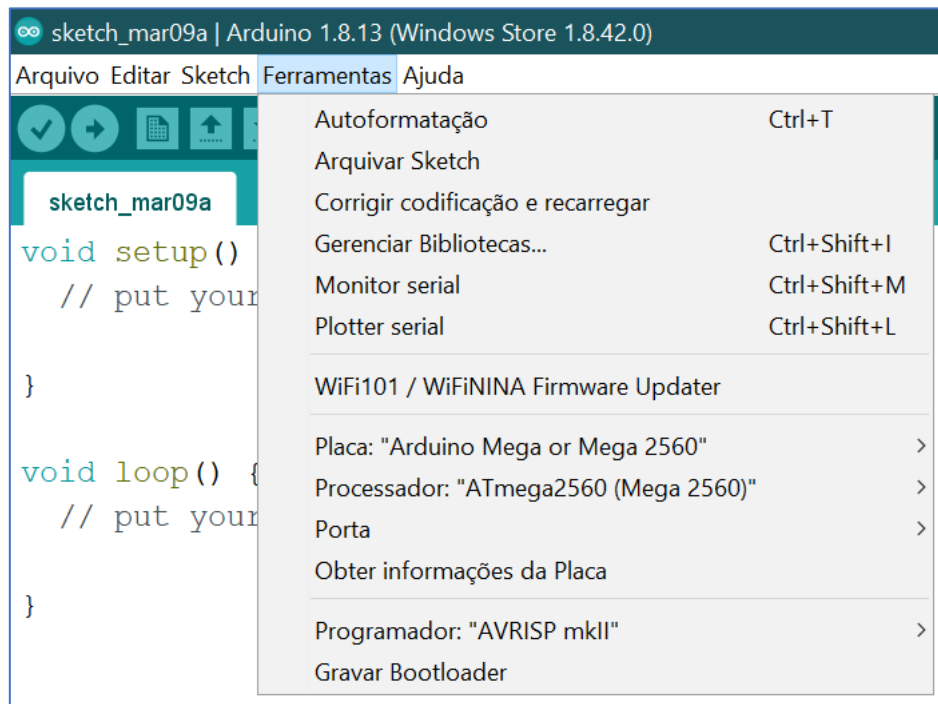 sketch_mar09a | Arduino 1.8.13 (Windows Store 1.8.42.0)
Arquivo Editar Sketch Ferramentas Ajuda
sketch_mar09a
void setup()
// put your
}
void loop() {
// put your
}
Autoformatação Ctrl+T
Arquivar Sketch
Corrigir codificação e recarregar
Gerenciar Bibliotecas... Ctrl+Shift+I
Monitor serial Ctrl+Shift+M
Plotter serial Ctrl+Shift+L
WiFi101 / WiFiNINA Firmware Updater
Placa: "Arduino Mega or Mega 2560"
Processador: "ATmega2560 (Mega 2560)"
Porta
Obter informações da Placa
Programador: "AVRISP mkII"
Gravar Bootloader